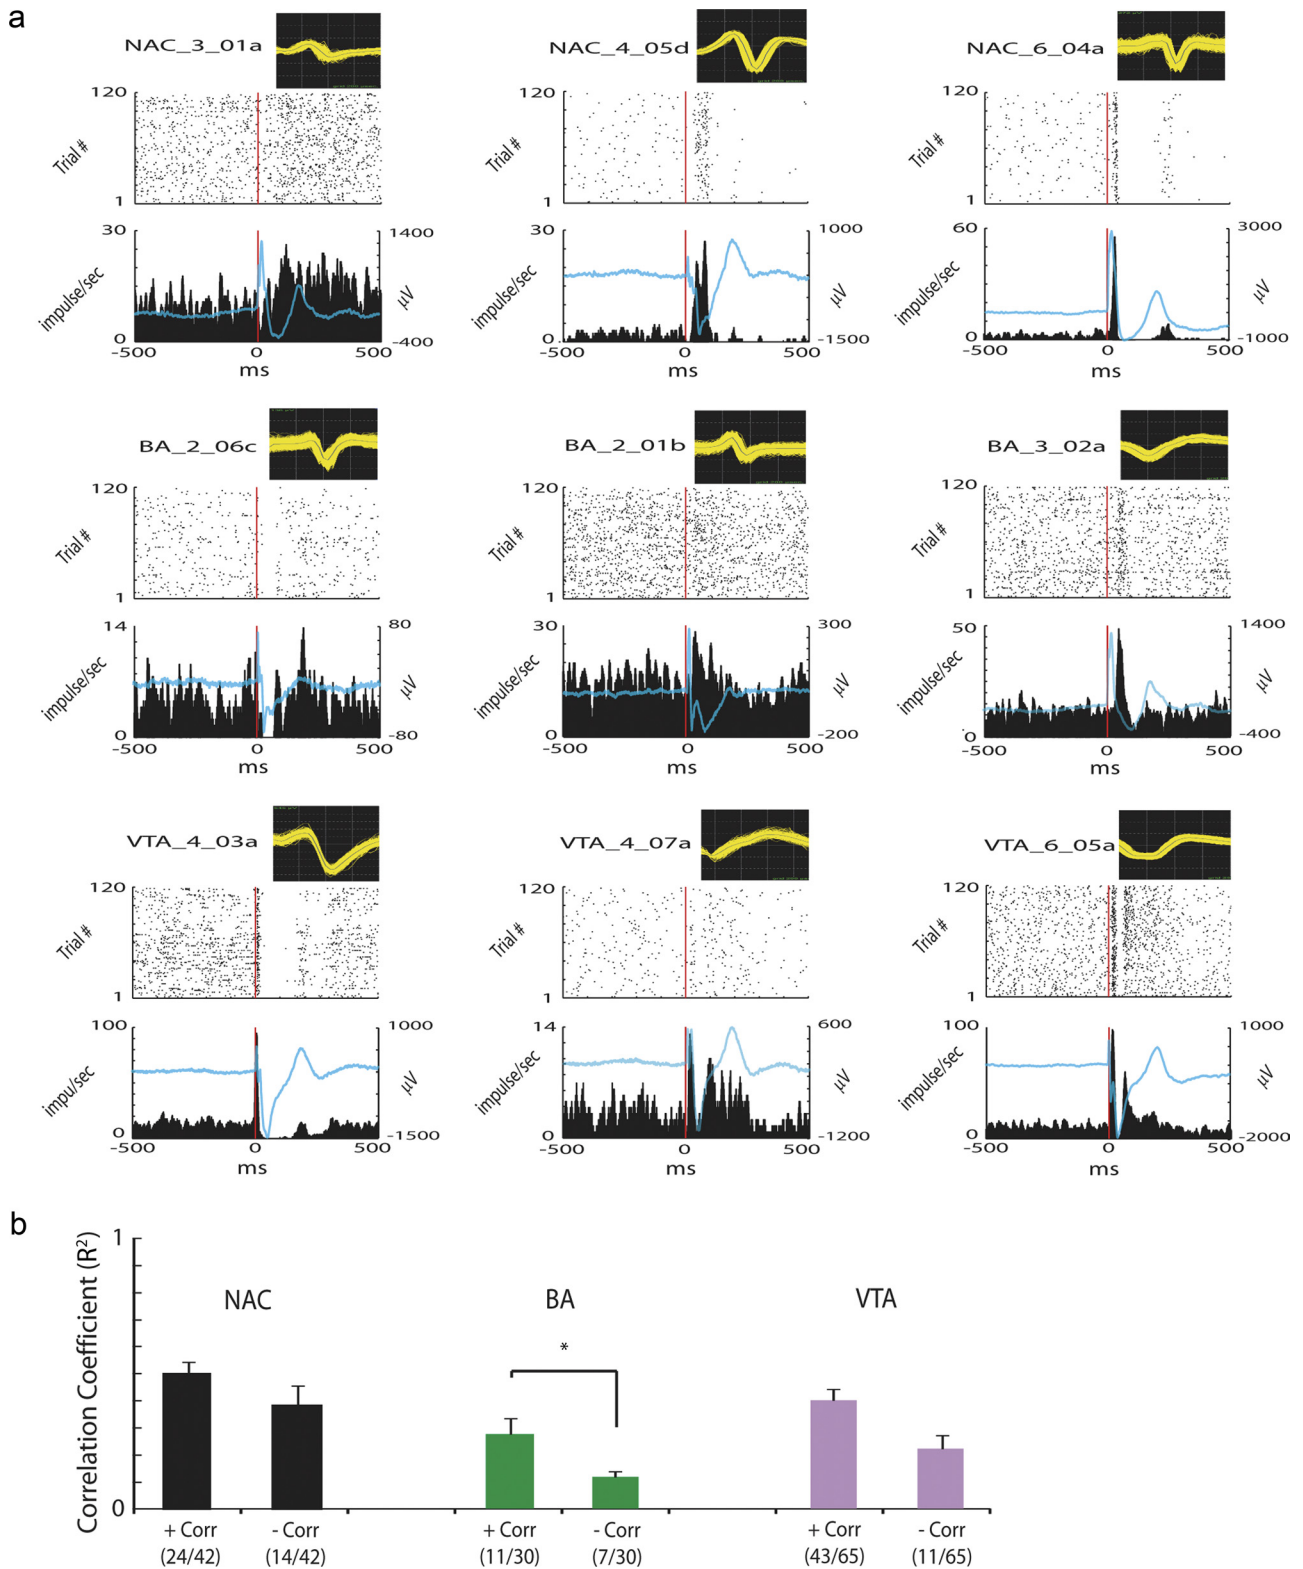 a
NAC_3_01a
NAC_4_05d
NAC_6_04a
120
Trial #
1
120
Trial #
1
120
Trial #
1
30
impulse/sec
0
1400
µV
-400
-500 0 500
ms
30
impulse/sec
0
1000
µV
-1500
-500 0 500
ms
60
impulse/sec
0
3000
µV
-1000
-500 0 500
ms
BA_2_06c
BA_2_01b
BA_3_02a
120
Trial #
1
120
Trial #
1
120
Trial #
1
14
impulse/sec
0
80
µV
-80
-500 0 500
ms
30
impulse/sec
0
300
µV
-200
-500 0 500
ms
50
impulse/sec
0
1400
µV
-400
-500 0 500
ms
VTA_4_03a
VTA_4_07a
VTA_6_05a
120
Trial #
1
120
Trial #
1
120
Trial #
1
100
impu/sec
0
1000
µV
-1500
-500 0 500
ms
14
impulse/sec
0
600
µV
-1200
-500 0 500
ms
100
impulse/sec
0
1000
µV
-2000
-500 0 500
ms
b
Correlation Coefficient (R²)
1
0
NAC
BA
VTA
*
+ Corr
(24/42)
- Corr
(14/42)
+ Corr
(11/30)
- Corr
(7/30)
+ Corr
(43/65)
- Corr
(11/65)